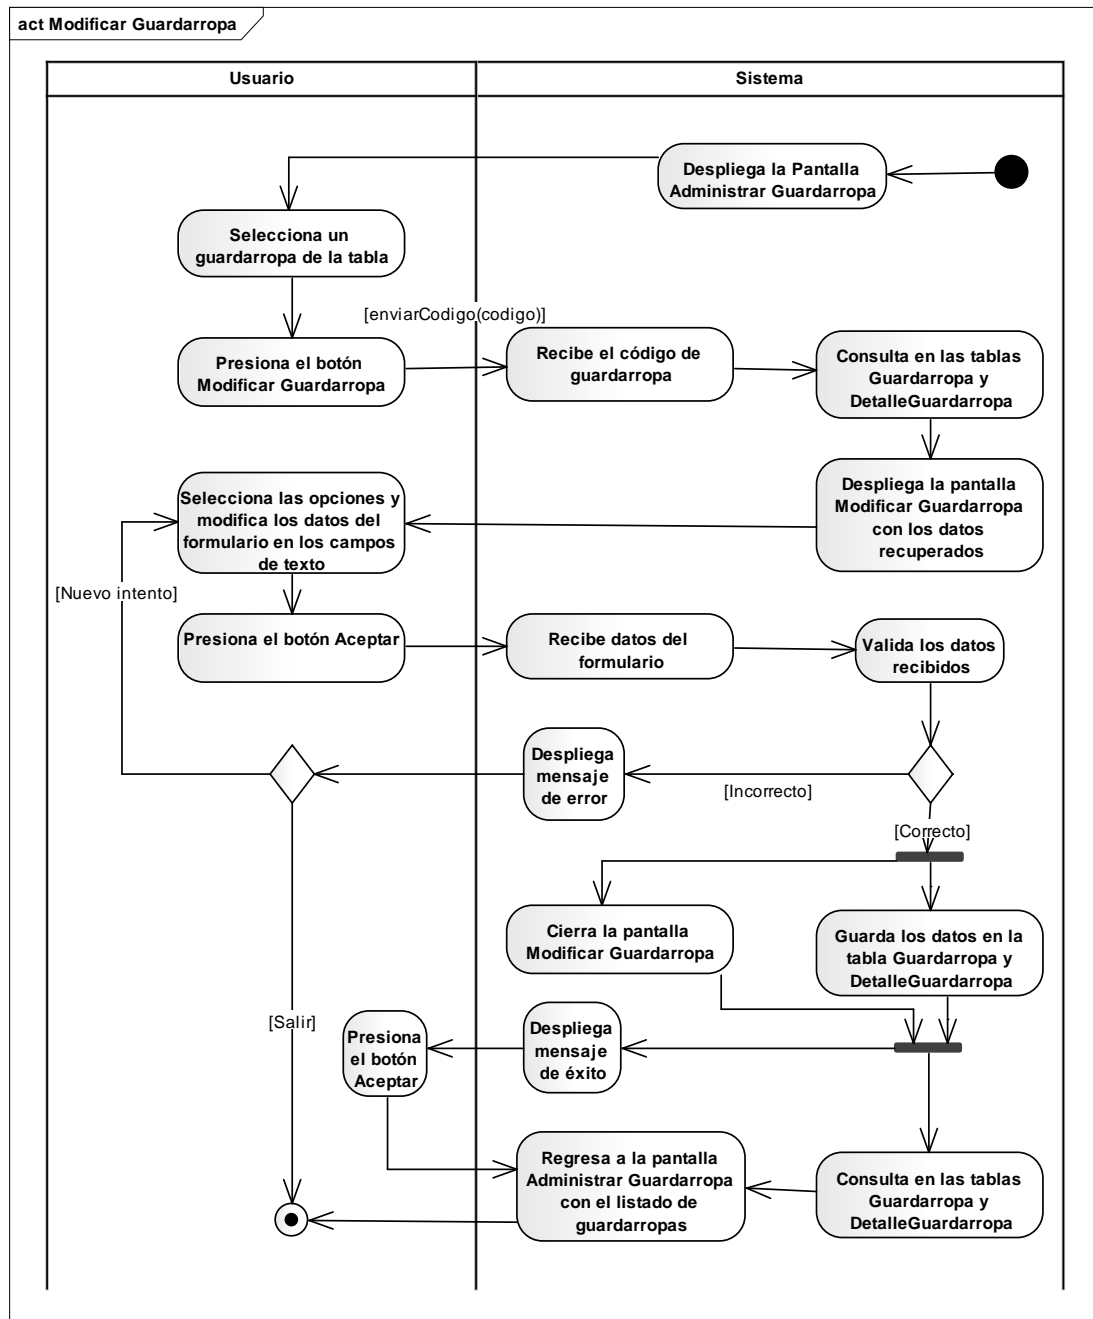 act Modificar Guardarropa
Usuario
Sistema
Despliega la Pantalla
Administrar Guardarropa
Selecciona un
guardarropa de la tabla
[enviarCodigo(codigo)]
Presiona el botón
Modificar Guardarropa
Recibe el código de
guardarropa
Consulta en las tablas
Guardarropa y
DetalleGuardarropa
Selecciona las opciones y
modifica los datos del
formulario en los campos
de texto
Despliega la pantalla
Modificar Guardarropa
con los datos
recuperados
[Nuevo intento]
Presiona el botón Aceptar
Recibe datos del
formulario
Valida los datos
recibidos
Despliega
mensaje
de error
[Incorrecto]
[Correcto]
Cierra la pantalla
Modificar Guardarropa
Guarda los datos en la
tabla Guardarropa y
DetalleGuardarropa
[Salir]
Presiona
el botón
Aceptar
Despliega
mensaje
de éxito
Regresa a la pantalla
Administrar Guardarropa
con el listado de
guardarropas
Consulta en las tablas
Guardarropa y
DetalleGuardarropa